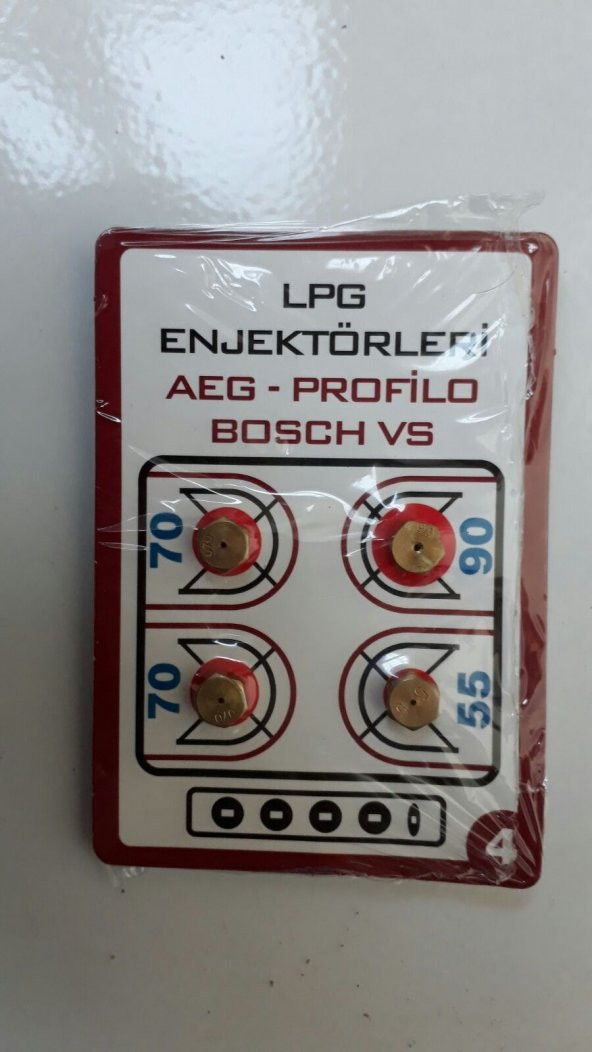 LPG
ENJEKTÖRLERİ
AEG - PROFİLO
BOSCH VS
70
90
70
55
4